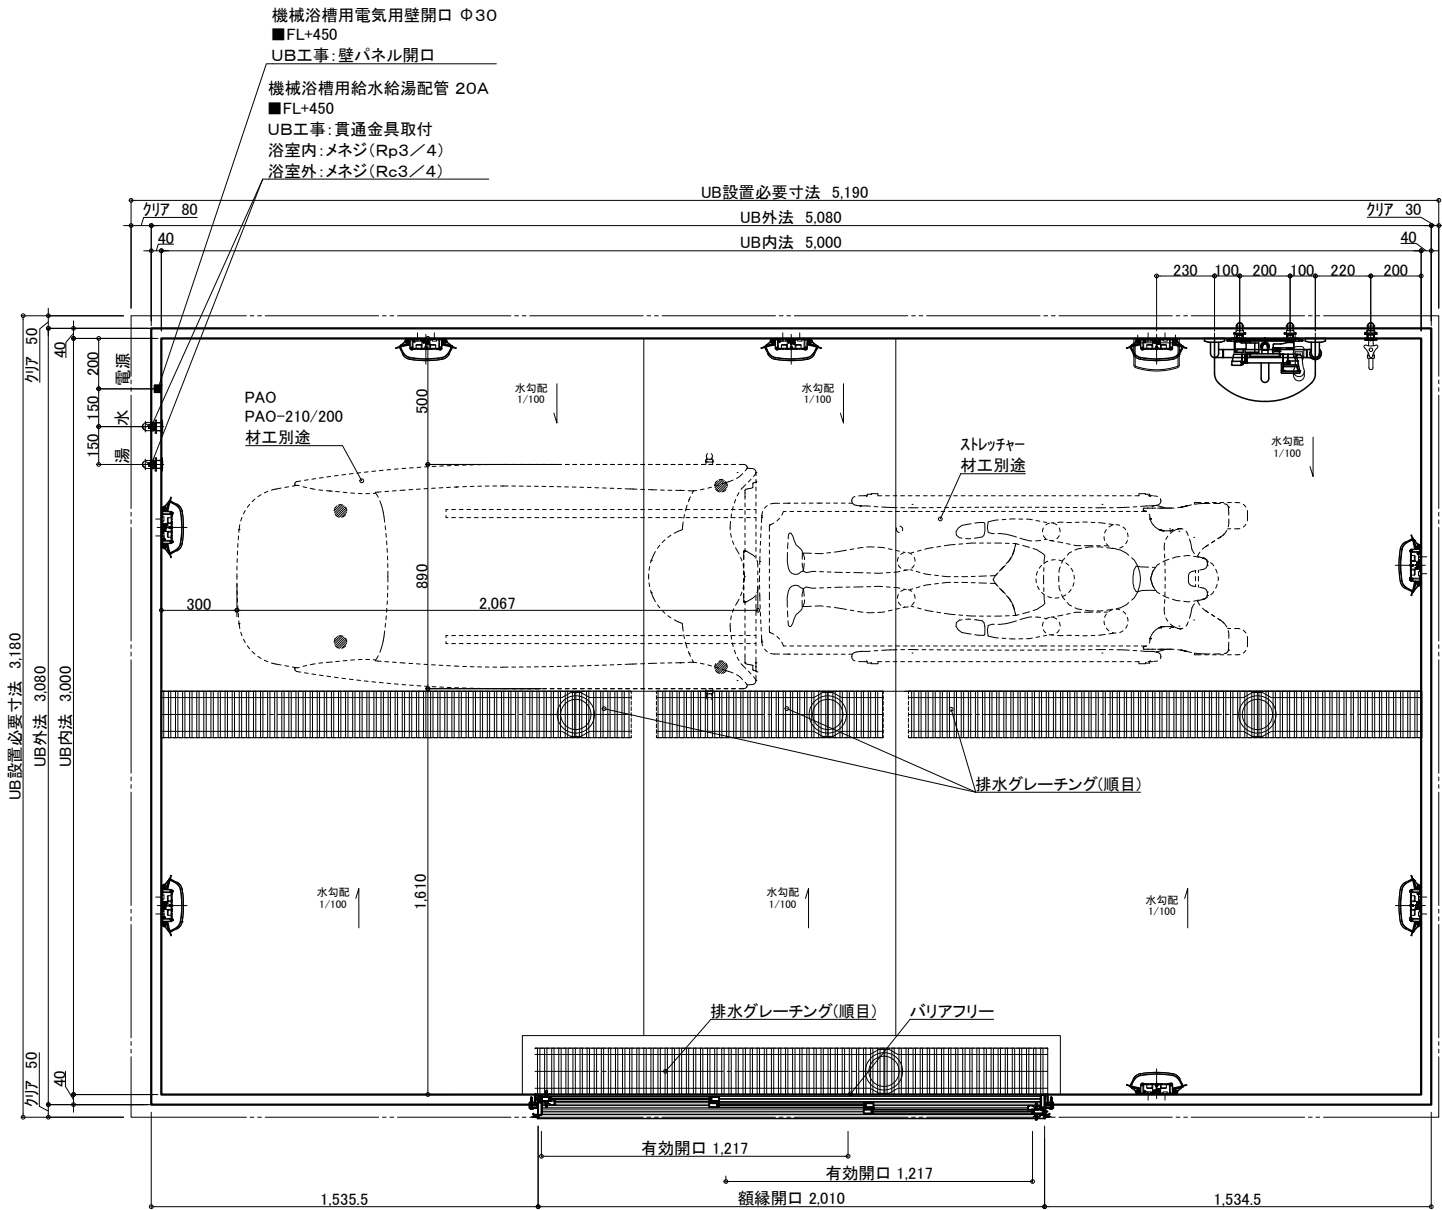 機械浴槽用電気用壁開口 Φ30
■FL+450
UB工事:壁パネル開口
機械浴槽用給水給湯配管 20A
■FL+450
UB工事:貫通金具取付
浴室内:メネジ(Rp3/4)
浴室外:メネジ(Rc3/4)
UB設置必要寸法 5,190
クリア 80
UB外法 5,080
クリア 30
40
UB内法 5,000
40
230
100
200
100
220
200
クリア 50
40
200
電源
150
水
150
湯
500
水勾配
1/100
水勾配
1/100
水勾配
1/100
PAO
PAO-210/200
材工別途
ストレッチャー
材工別途
890
300
2,067
UB設置必要寸法 3,180
UB外法 3,080
UB内法 3,000
排水グレーチング(順目)
1,610
水勾配
1/100
水勾配
1/100
水勾配
1/100
排水グレーチング(順目)
バリアフリー
クリア 50
40
有効開口 1,217
有効開口 1,217
1,535.5
額縁開口 2,010
1,534.5